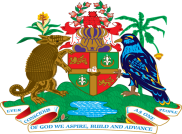 EVER
CONSCIOUS
OF GOD WE ASPIRE, BUILD AND ADVANCE
AS ONE
PEOPLE